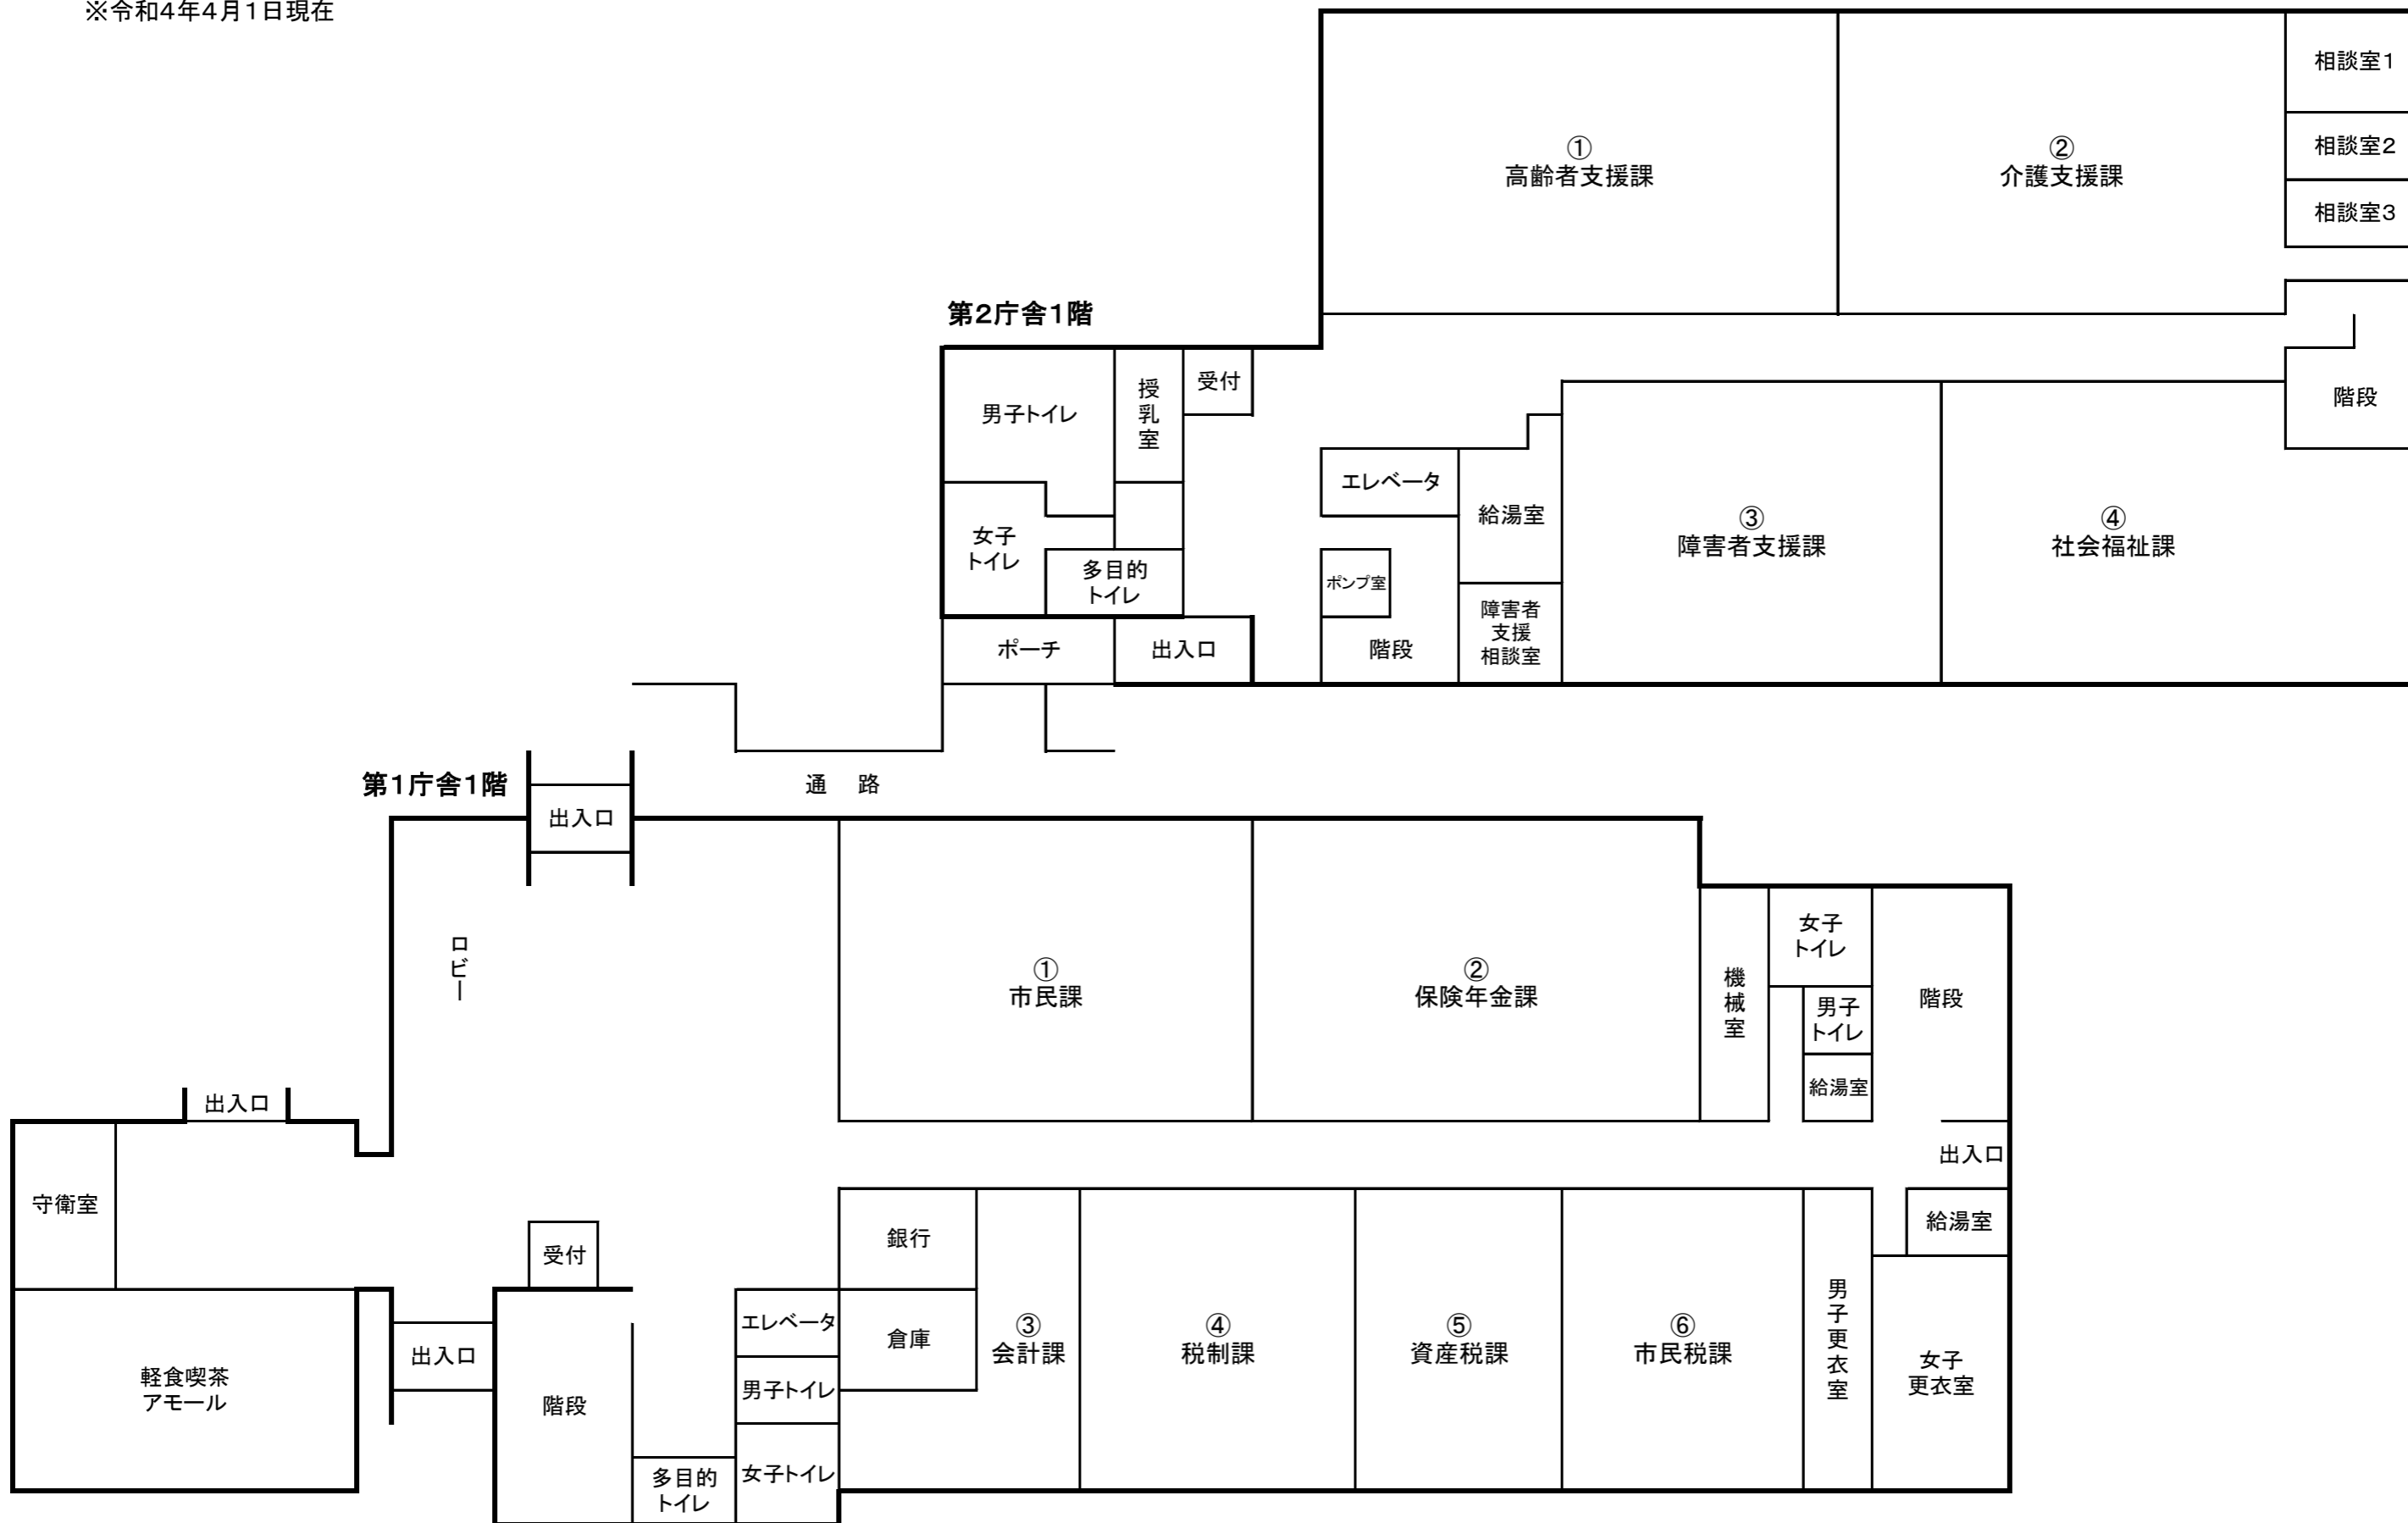 ※令和4年4月1日現在
相談室1
①
高齢者支援課
②
介護支援課
相談室2
相談室3
第2庁舎1階
受付
男子トイレ
授乳室
階段
エレベータ
給湯室
③
障害者支援課
④
社会福祉課
女子
トイレ
多目的
トイレ
ポンプ室
障害者
支援
相談室
ポーチ
出入口
階段
第1庁舎1階
通 路
出入口
ロビー
①
市民課
②
保険年金課
機械室
女子
トイレ
男子
トイレ
階段
給湯室
出入口
出入口
守衛室
受付
銀行
給湯室
エレベータ
倉庫
③
会計課
④
税制課
⑤
資産税課
⑥
市民税課
男子更衣室
女子
更衣室
出入口
軽食喫茶
アモール
階段
男子トイレ
女子トイレ
多目的
トイレ